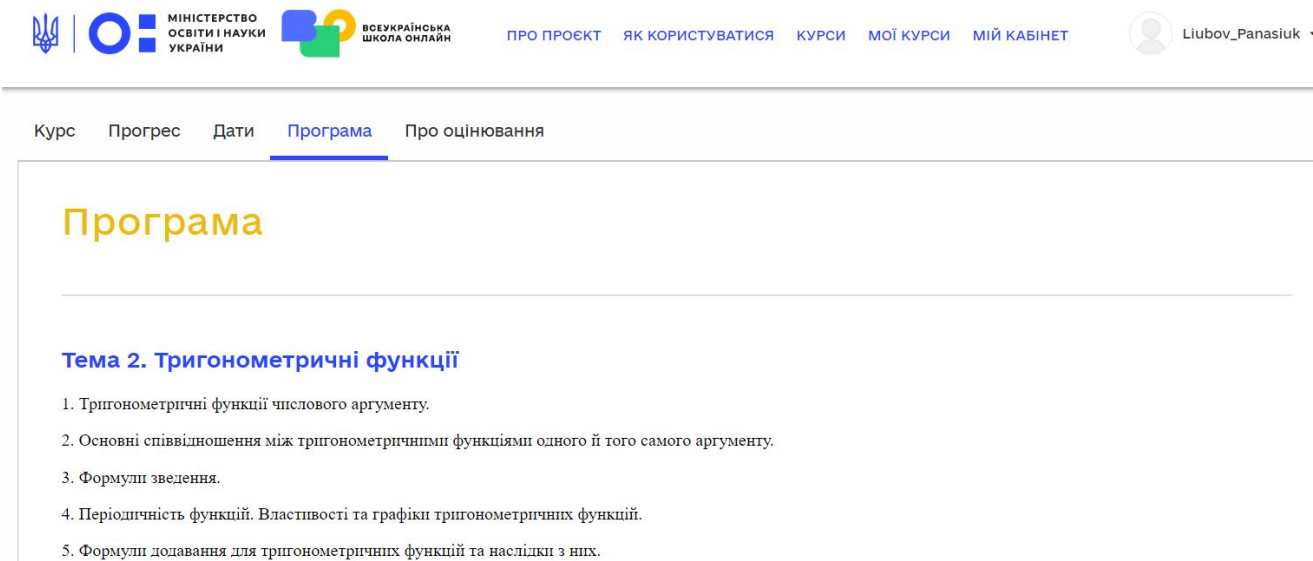 МІНІСТЕРСТВО
ОСВІТИ І НАУКИ
УКРАЇНИ
ВСЕУКРАЇНСЬКА
ШКОЛА ОНЛАЙН
ПРО ПРОЄКТ ЯК КОРИСТУВАТИСЯ КУРСИ МОЇ КУРСИ МІЙ КАБІНЕТ
Liubov_Panasiuk
Курс Прогрес Дати Програма Про оцінювання
Програма
Тема 2. Тригонометричні функції
1. Тригонометричні функції числового аргументу.
2. Основні співвідношення між тригонометричними функціями одного й того самого аргументу.
3. Формули зведення.
4. Періодичність функцій. Властивості та графіки тригонометричних функцій.
5. Формули додавання для тригонометричних функцій та наслідки з них.